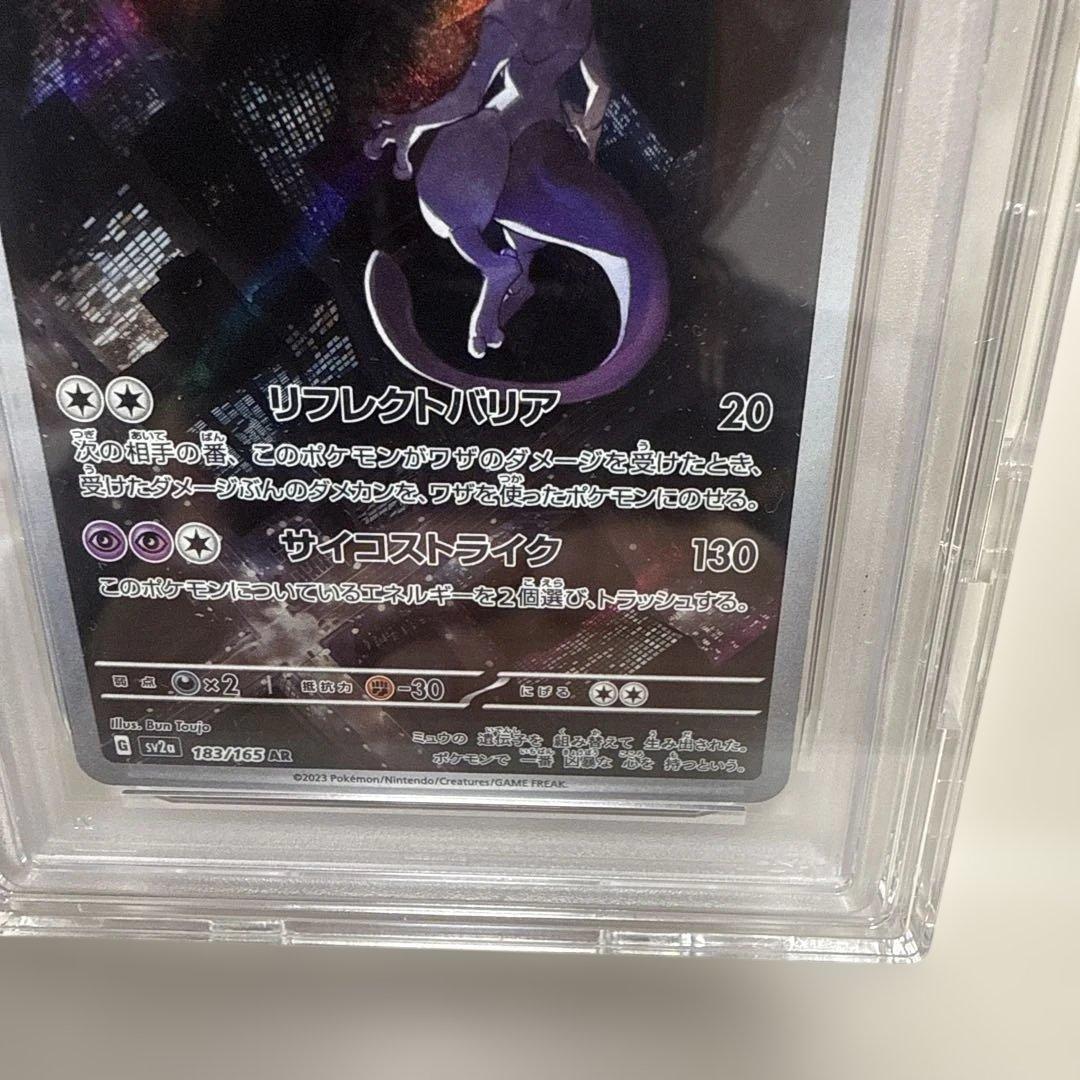 リフレクトバリア 20
次の相手の番、このポケモンがワザのダメージを受けたとき、
受けたダメージぶんのダメカンを、ワザを使ったポケモンにのせる。
サイコストライク 130
このポケモンについているエネルギーを2個選び、トラッシュする。
弱点 ×2 抵抗力 -30 にげる
Illus. Bun Toujo
G sv2a 183/165 AR
ミュウの 遺伝子を 組み替えて 生み出された。
ポケモンで 一番 凶暴な 心を 持つという。
©2023 Pokémon/Nintendo/Creatures/GAME FREAK.